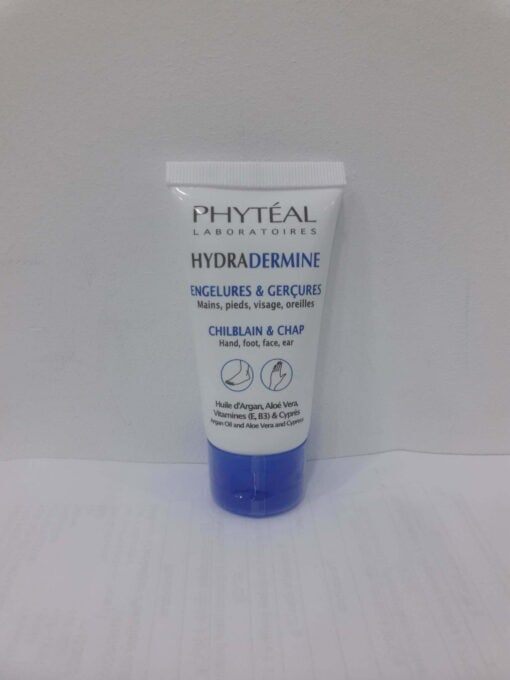 PHYTÉAL
LABORATOIRES
HYDRADERMINE
ENGELURES & GERÇURES
Mains, pieds, visage, oreilles
CHILBLAIN & CHAP
Hand, foot, face, ear
Huile d'Argan, Aloé Vera,
Vitamines (E, B3) & Cyprès
Argan Oil and Aloe Vera and Cypress